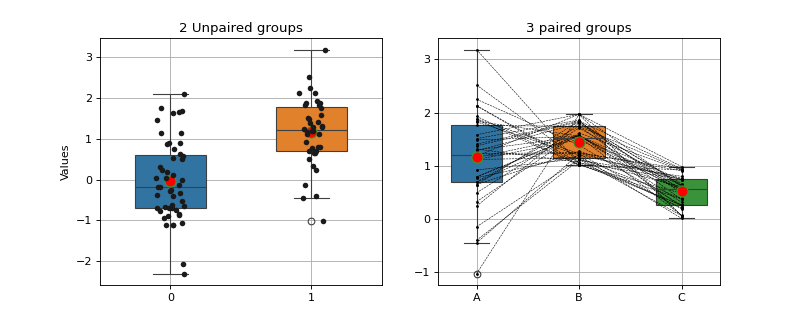 2 Unpaired groups
3
2
1
0
−1
−2
Values
0
1
3 paired groups
3
2
1
0
−1
A
B
C